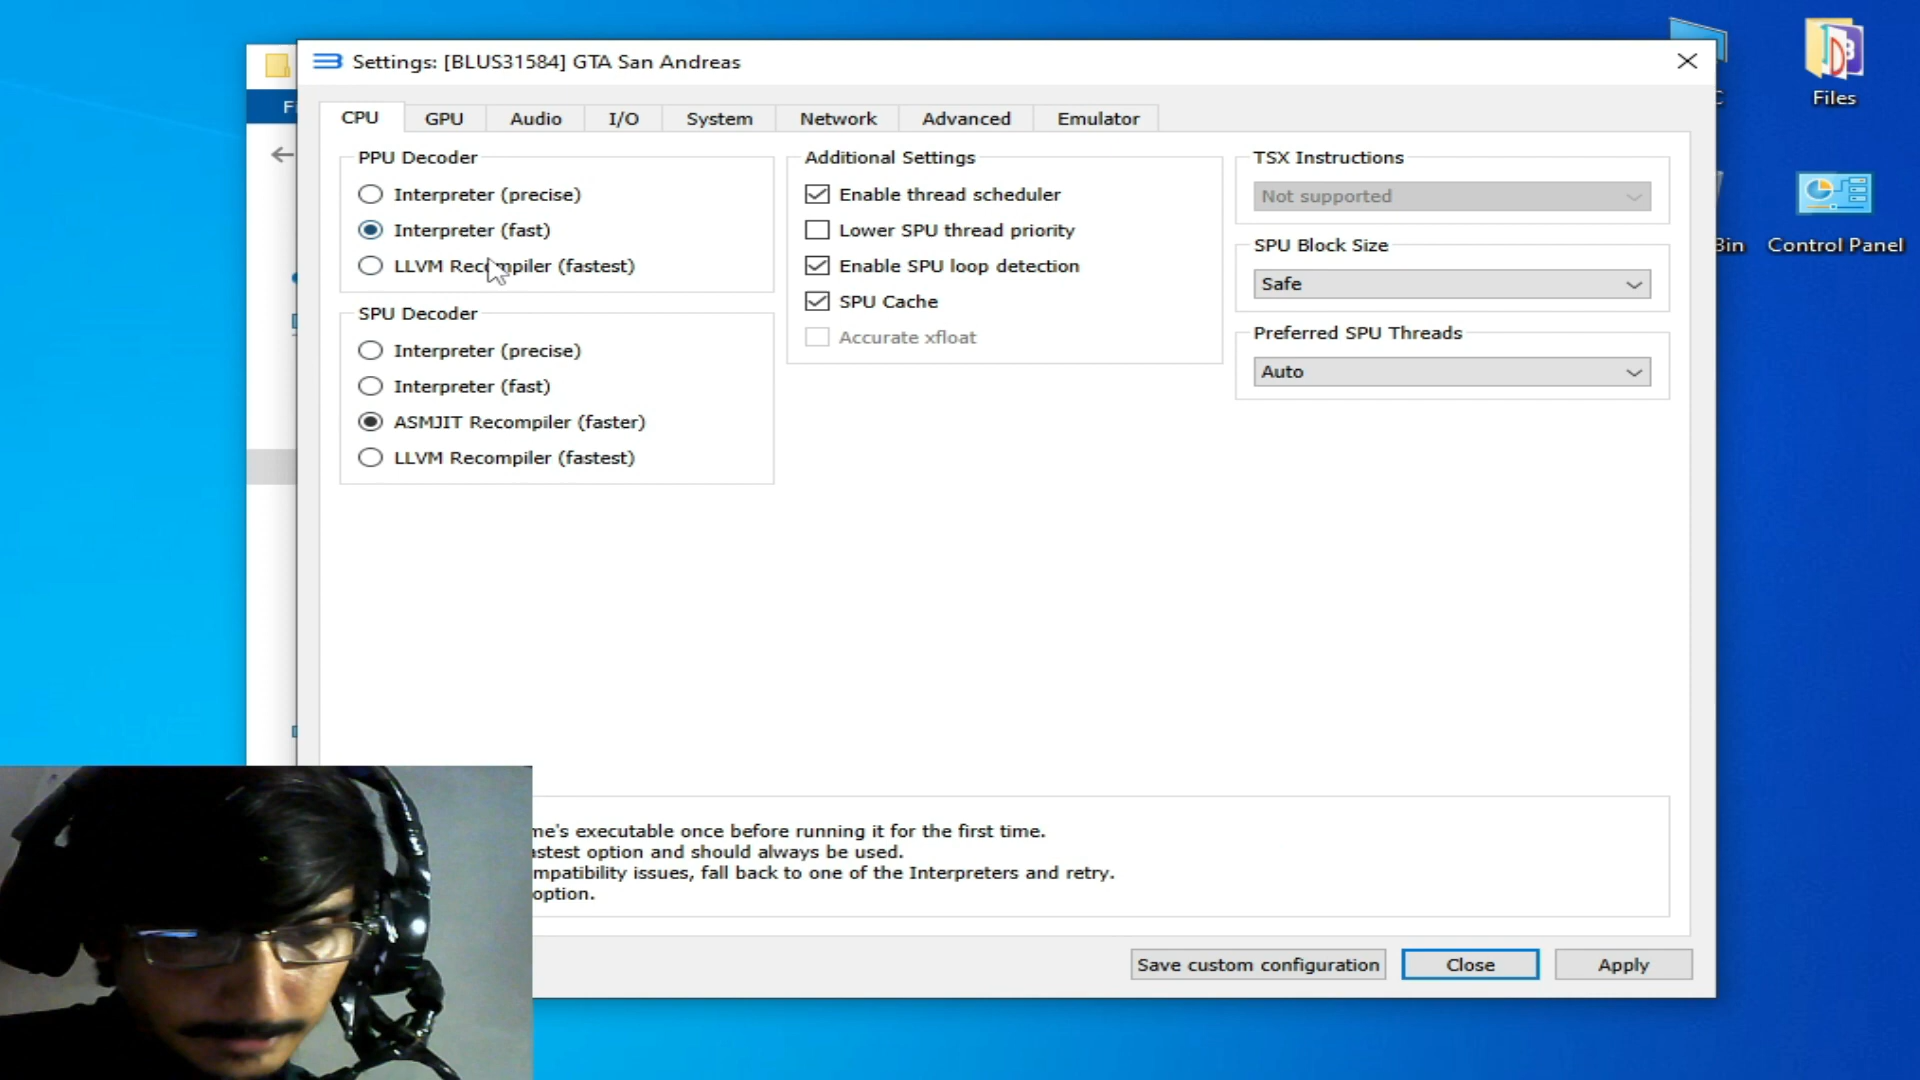 Settings: [BLUS31584] GTA San Andreas
Files
CPU
GPU
Audio
I/O
System
Network
Advanced
Emulator
PPU Decoder
Interpreter (precise)
Interpreter (fast)
LLVM Recompiler (fastest)
SPU Decoder
Interpreter (precise)
Interpreter (fast)
ASMJIT Recompiler (faster)
LLVM Recompiler (fastest)
Additional Settings
Enable thread scheduler
Lower SPU thread priority
Enable SPU loop detection
SPU Cache
Accurate xfloat
TSX Instructions
Not supported
SPU Block Size
Safe
Preferred SPU Threads
Auto
Bin
Control Panel
me's executable once before running it for the first time.
astest option and should always be used.
mpatibility issues, fall back to one of the Interpreters and retry.
option.
Save custom configuration
Close
Apply